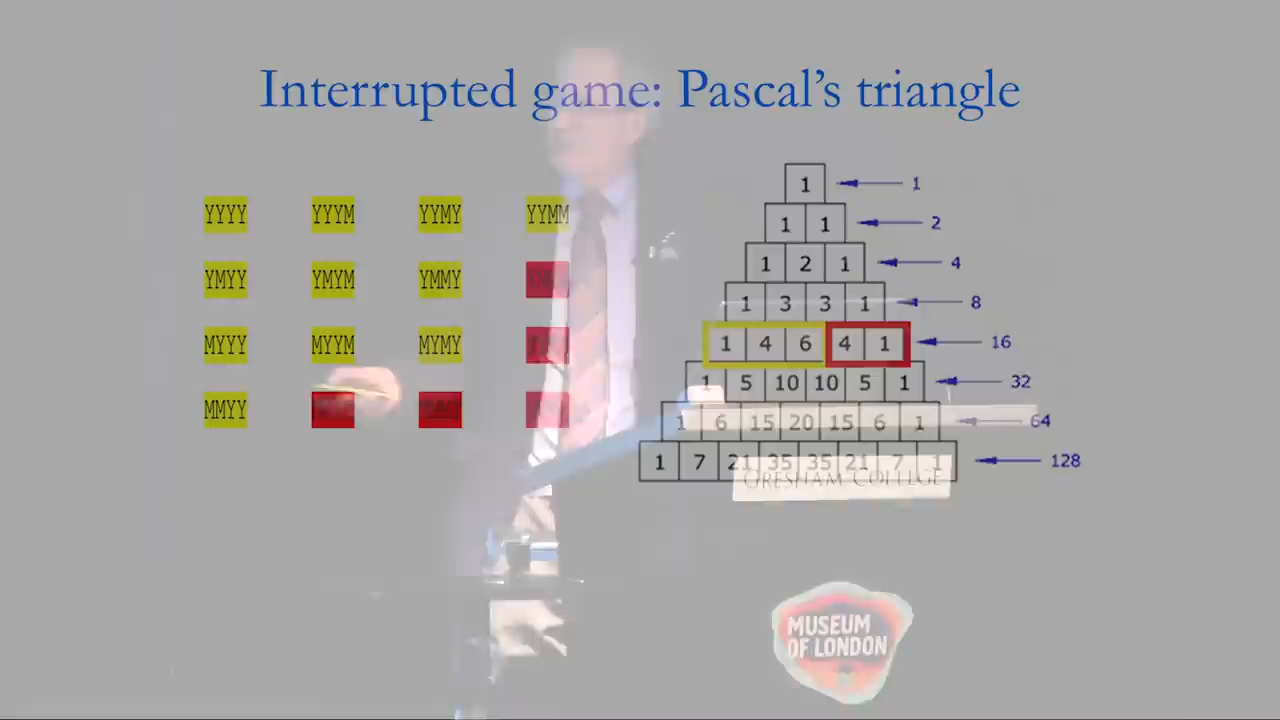 Interrupted game: Pascal's triangle
YYYY YYYM YYMY YYMM
YMYY YMYM YMMY
MYYY MYYM MYMY
MMYY
1 1
1 1 2
1 2 1 4
1 3 3 1 8
1 4 6 4 1 16
1 5 10 10 5 1 32
1 6 15 20 15 6 1 64
1 7 21 35 35 21 7 1 128
GRESHAM COLLEGE
MUSEUM
OF LONDON